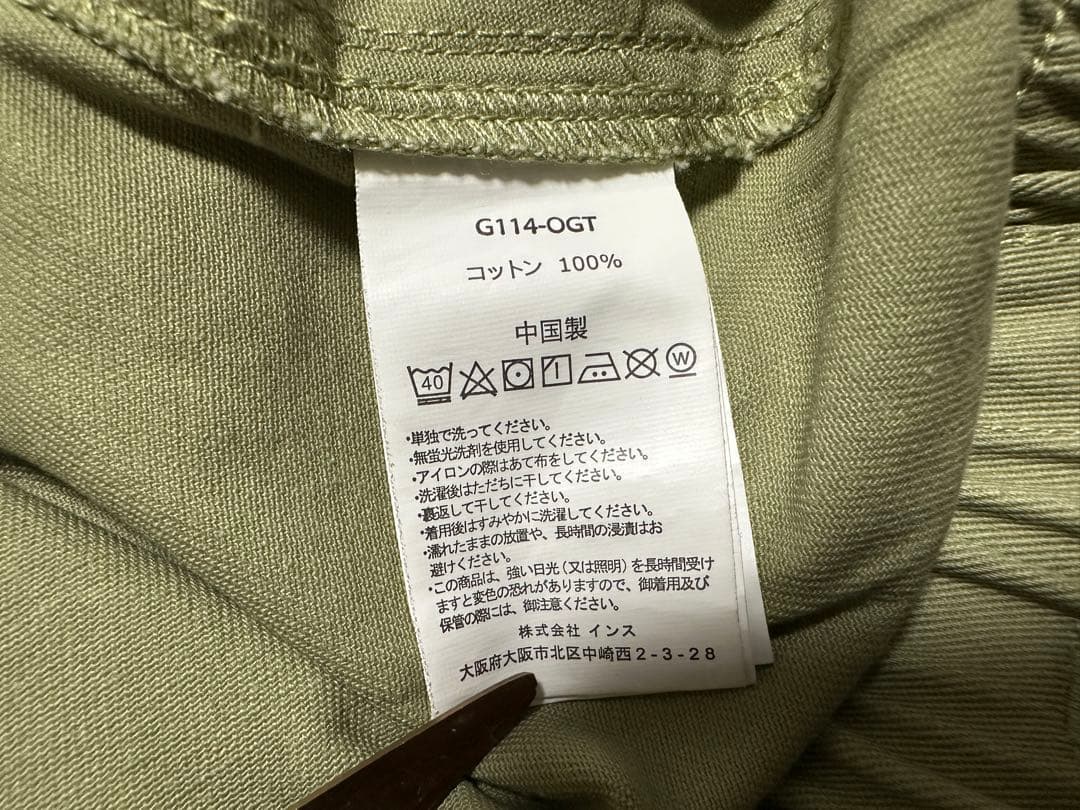 G114-OGT
コットン 100%
中国製
40 W
・単独で洗ってください。
・無蛍光洗剤を使用してください。
・アイロンの際はあて布をしてください。
・洗濯後はただちに干してください。
・裏返して干してください。
・着用後はすみやかに洗濯してください。
・濡れたままの放置や、長時間の浸漬はお
避けください。
・この商品は、強い日光(又は照明)を長時間受け
ますと変色の恐れがありますので、御着用及び
保管の際には、御注意ください。
株式会社 インス
大阪府大阪市北区中崎西2-3-28